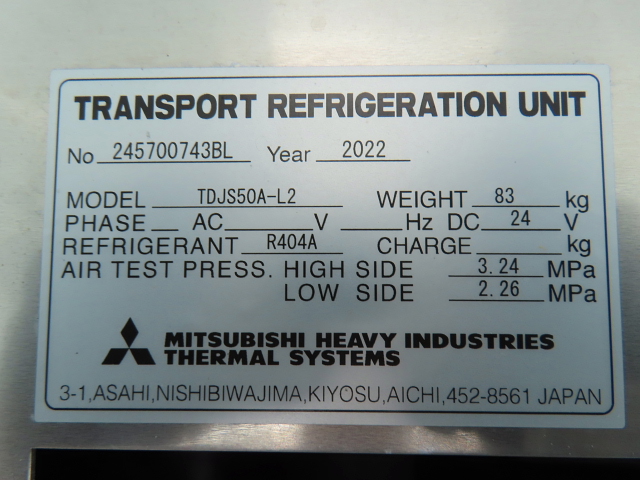 TRANSPORT REFRIGERATION UNIT
No 245700743BL Year 2022
MODEL TDJS50A-L2 WEIGHT 83 kg
PHASE AC V Hz DC 24 V
REFRIGERANT R404A CHARGE kg
AIR TEST PRESS. HIGH SIDE 3.24 MPa
LOW SIDE 2.26 MPa
MITSUBISHI HEAVY INDUSTRIES
THERMAL SYSTEMS
3-1,ASAHI,NISHIBIWAJIMA,KIYOSU,AICHI,452-8561 JAPAN